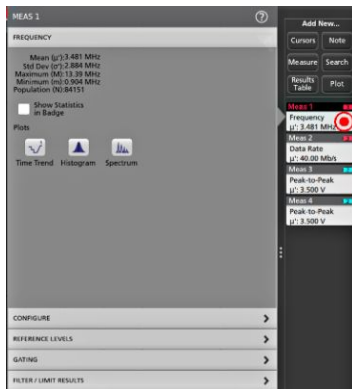 MEAS 1
FREQUENCY
Mean (µ'):3.481 MHz
Std Dev (σ'):2.884 MHz
Maximum (M):13.39 MHz
Minimum (m):0.904 MHz
Population (N):84151
Show Statistics
in Badge
Plots
Time Trend
Histogram
Spectrum
CONFIGURE
REFERENCE LEVELS
GATING
FILTER / LIMIT RESULTS
Add New...
Cursors
Note
Measure
Search
Results
Table
Plot
Meas 1
Frequency
µ': 3.481 MHz
Meas 2
Data Rate
µ': 40.00 Mb/s
Meas 3
Peak-to-Peak
µ': 3.500 V
Meas 4
Peak-to-Peak
µ': 3.500 V